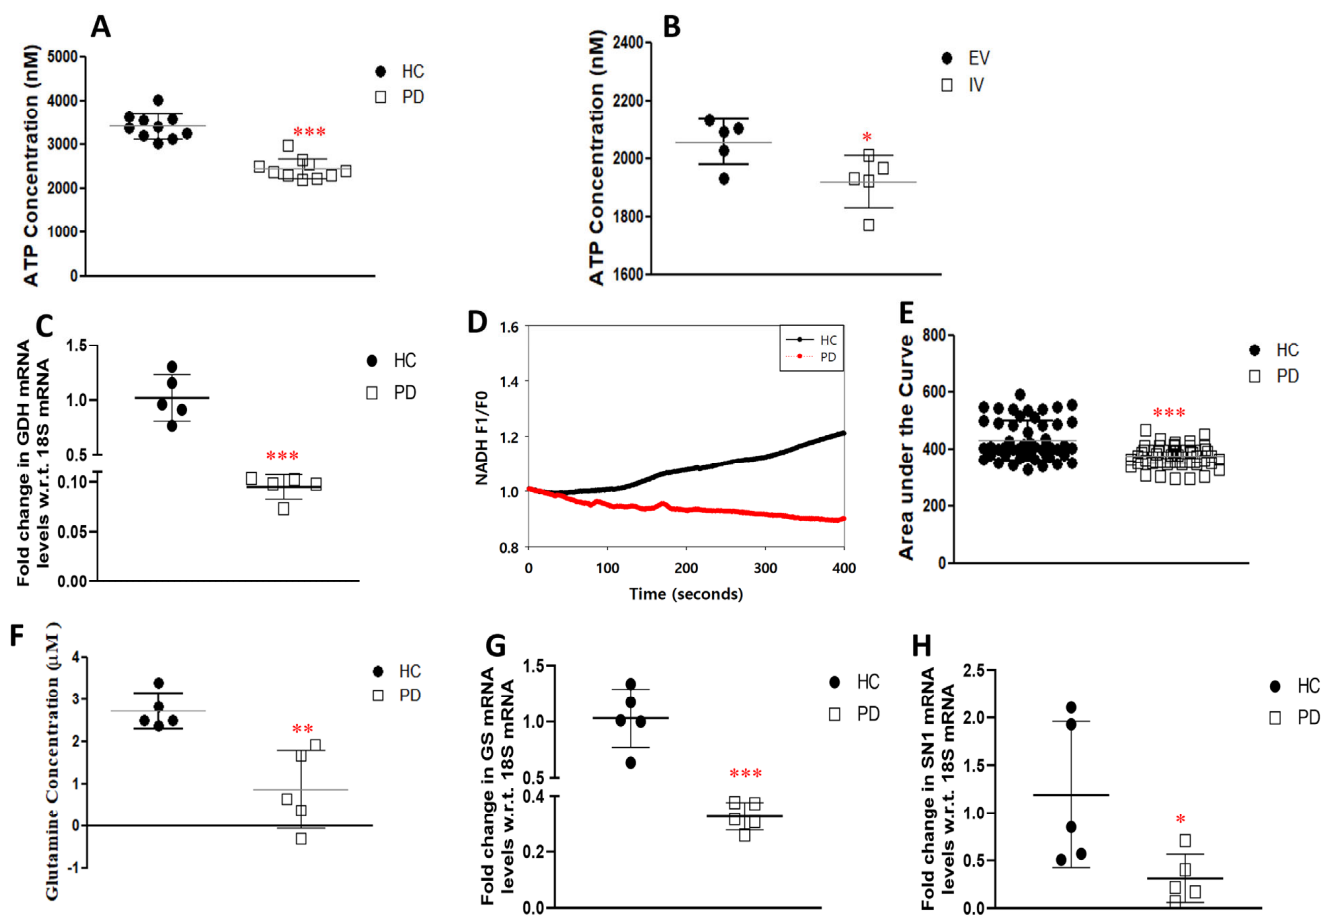 A
ATP Concentration (nM)
5000
4000
3000
2000
1000
0
***
HC
PD
B
ATP Concentration (nM)
2400
2200
2000
1800
1600
*
EV
IV
C
Fold change in GDH mRNA
levels w.r.t. 18S mRNA
1.5
1.0
0.5
0.10
0.05
0.00
***
HC
PD
D
NADH F1/F0
1.6
1.4
1.2
1.0
0.8
0
100
200
300
400
Time (seconds)
HC
PD
E
Area under the Curve
800
600
400
200
0
***
HC
PD
F
Glutamine Concentration (µM )
4
3
2
1
0
-1
**
HC
PD
G
Fold change in GS mRNA
levels w.r.t. 18S mRNA
1.5
1.0
0.5
0.4
0.2
0.0
***
HC
PD
H
Fold change in SN1 mRNA
levels w.r.t. 18S mRNA
2.5
2.0
1.5
1.0
0.5
0.0
*
HC
PD